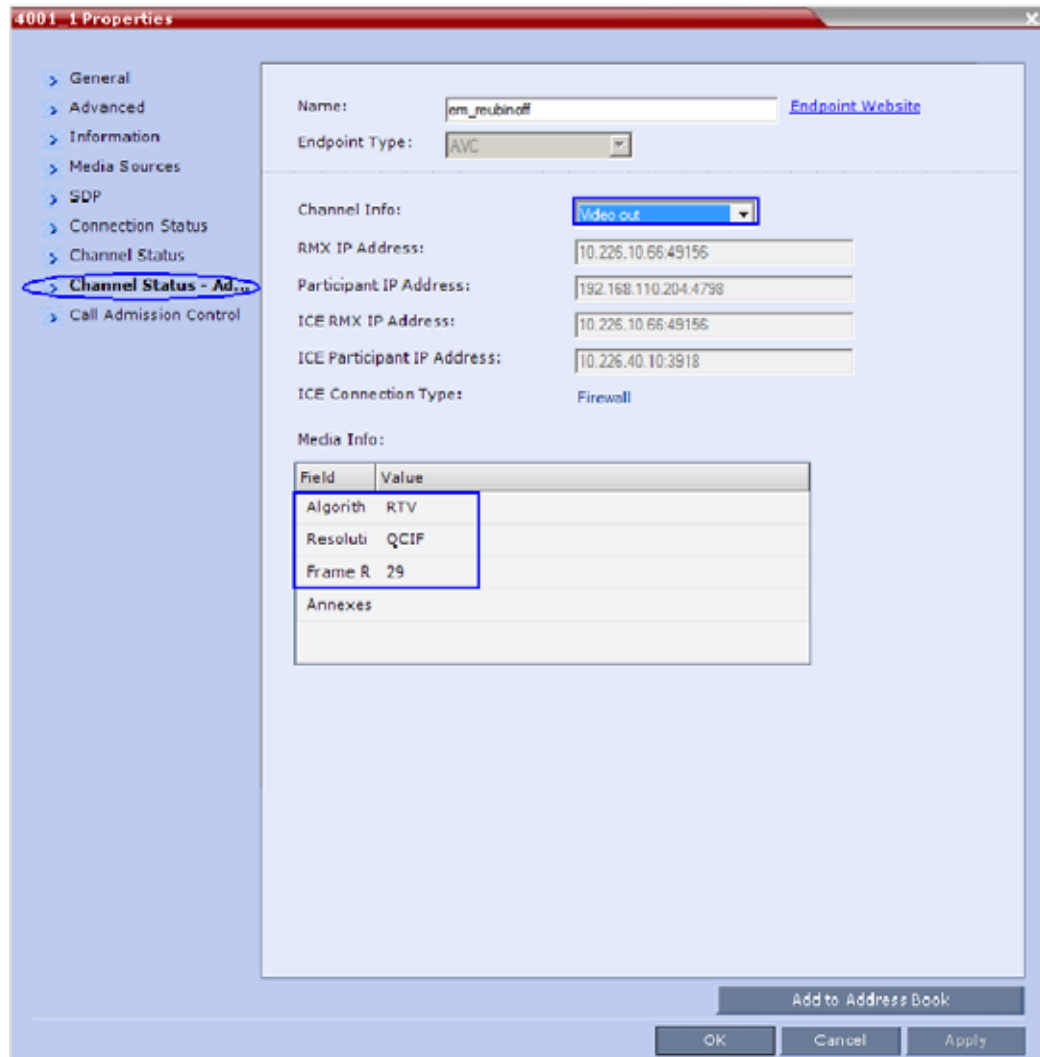 4001_1 Properties
X
General
Advanced
Information
Media Sources
SDP
Connection Status
Channel Status
Channel Status - Ad...
Call Admission Control
Name: em_reubinoff Endpoint Website
Endpoint Type: AVC
Channel Info: Video out
RMX IP Address: 10.226.10.66:49156
Participant IP Address: 192.168.110.204:4798
ICE RMX IP Address: 10.226.10.66:49156
ICE Participant IP Address: 10.226.40.10:3918
ICE Connection Type: Firewall
Media Info:
Field Value
Algorith RTV
Resoluti QCIF
Frame R 29
Annexes
Add to Address Book
OK Cancel Apply